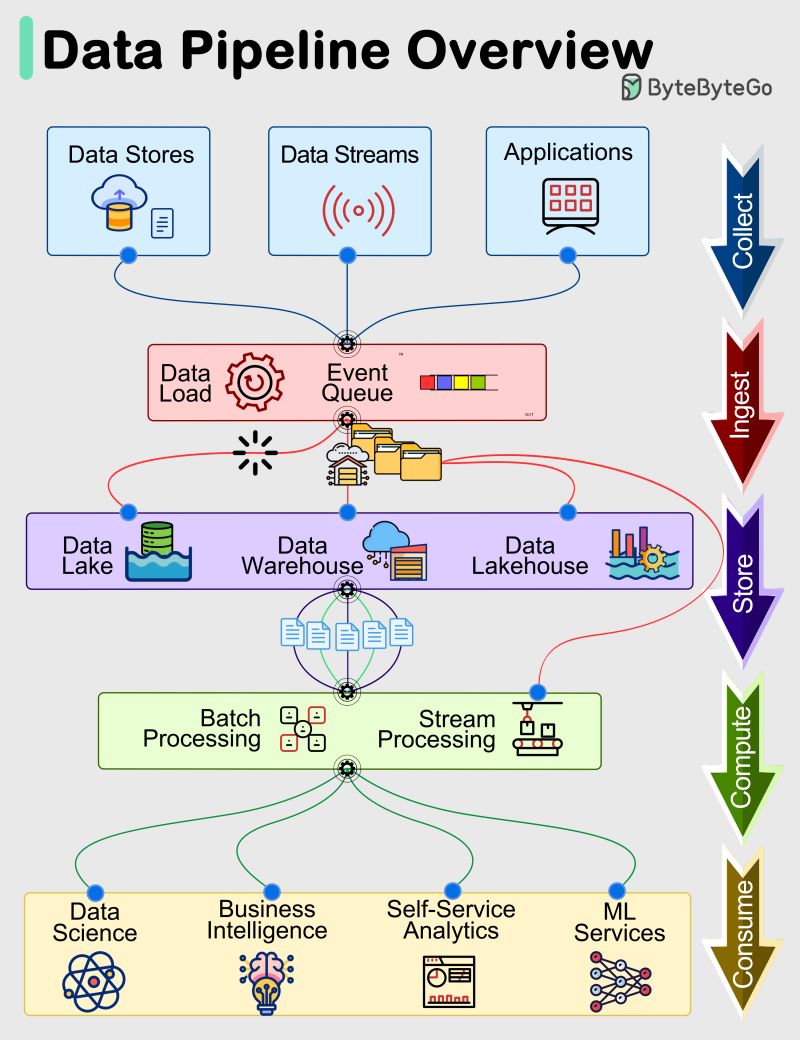 Data Pipeline Overview
ByteByteGo
Data Stores
Data Streams
Applications
Collect
Data
Load
Event
Queue
IN
OUT
Ingest
Data
Lake
Data
Warehouse
Data
Lakehouse
Store
Batch
Processing
Stream
Processing
Compute
Data
Science
Business
Intelligence
Self-Service
Analytics
ML
Services
Consume